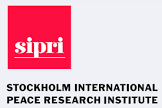 sipri
STOCKHOLM INTERNATIONAL
PEACE RESEARCH INSTITUTE